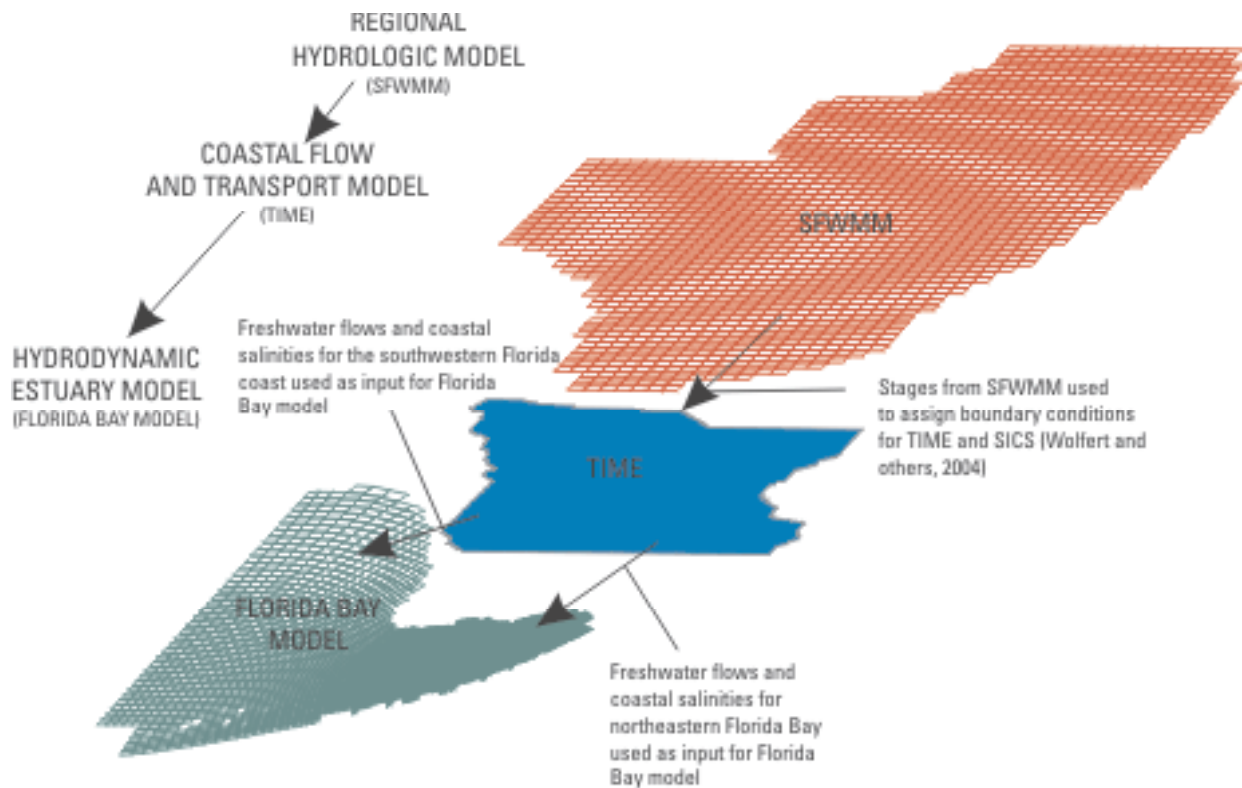 REGIONAL
HYDROLOGIC MODEL
(SFWMM)
COASTAL FLOW
AND TRANSPORT MODEL
(TIME)
HYDRODYNAMIC
ESTUARY MODEL
(FLORIDA BAY MODEL)
SFWMM
Freshwater flows and coastal
salinities for the southwestern Florida
coast used as input for Florida
Bay model
Stages from SFWMM used
to assign boundary conditions
for TIME and SICS (Wolfert and
others, 2004)
TIME
FLORIDA BAY
MODEL
Freshwater flows and
coastal salinities for
northeastern Florida Bay
used as input for Florida
Bay model